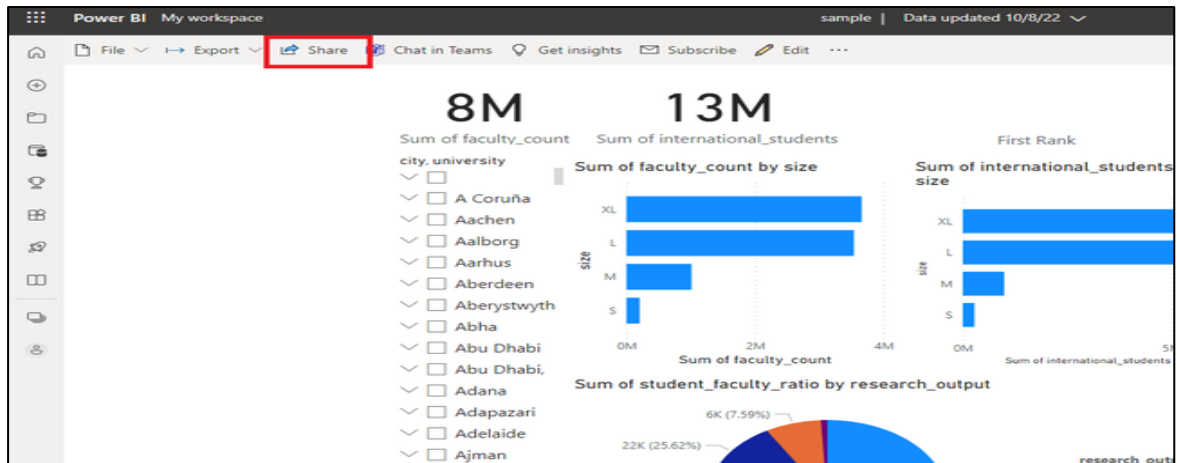 Power BI My workspace sample | Data updated 10/8/22
File Export Share Chat in Teams Get insights Subscribe Edit ...
8M 13M
Sum of faculty_count Sum of international_students First Rank
city, university
A Coruña
Aachen
Aalborg
Aarhus
Aberdeen
Aberystwyth
Abha
Abu Dhabi
Abu Dhabi,
Adana
Adapazari
Adelaide
Ajman
Sum of faculty_count by size
size
XL
L
M
S
0M 2M 4M
Sum of faculty_count
Sum of international_students
size
size
XL
L
M
S
0M
Sum of international_students
Sum of student_faculty_ratio by research_output
6K (7.59%)
22K (25.62%)